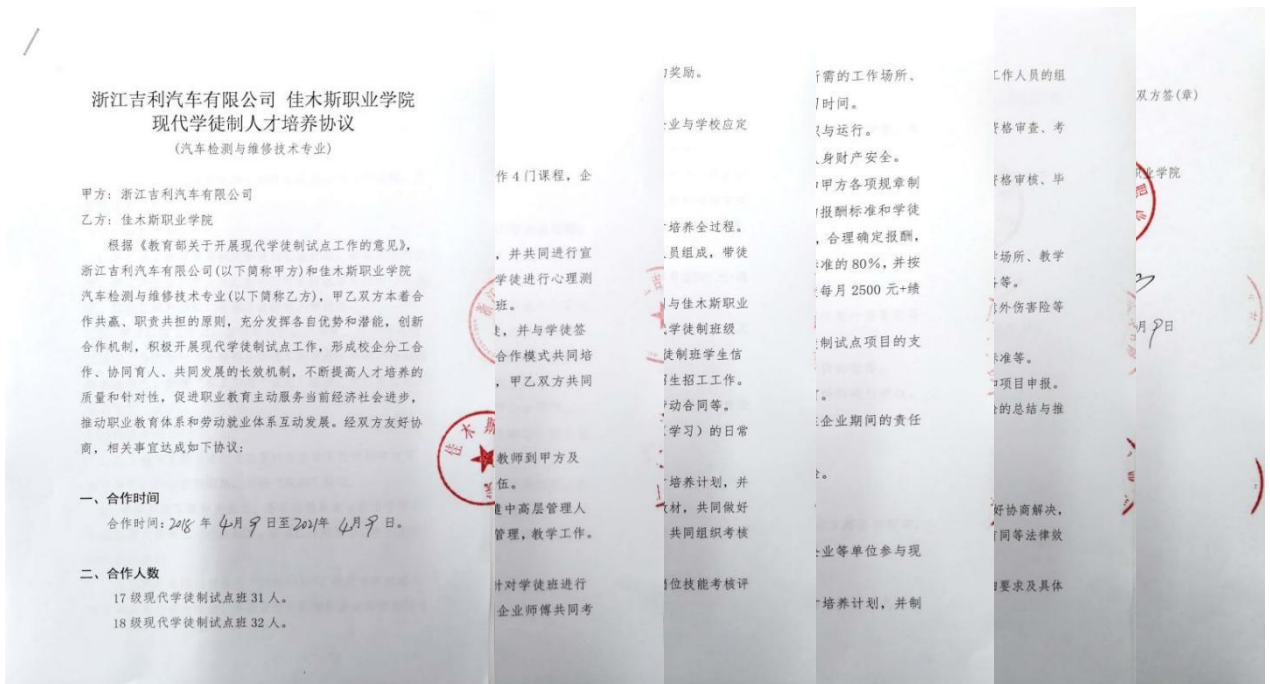 浙江吉利汽车有限公司 佳木斯职业学院
现代学徒制人才培养协议
(汽车检测与维修技术专业)
甲方：浙江吉利汽车有限公司
乙方：佳木斯职业学院
根据《教育部关于开展现代学徒制试点工作的意见》，
浙江吉利汽车有限公司(以下简称甲方)和佳木斯职业学院
汽车检测与维修技术专业(以下简称乙方)，甲乙双方本着合
作共赢、职责共担的原则，充分发挥各自优势和潜能，创新
合作机制，积极开展现代学徒制试点工作，形成校企分工合
作、协同育人、共同发展的长效机制，不断提高人才培养的
质量和针对性，促进职业教育主动服务当前经济社会进步，
推动职业教育体系和劳动就业体系互动发展。经双方友好协
商，相关事宜达成如下协议：
一、合作时间
合作时间：2018 年 4月 9 日至 2021年 4月 9 日。
二、合作人数
17 级现代学徒制试点班 31 人。
18 级现代学徒制试点班 32 人。
佳木斯
作 4 门课程，企
，并共同进行宣
学徒进行心理测
班。
，并与学徒签
合作模式共同培
，甲乙双方共同
教师到甲方及
伍。
中高层管理人
管理，教学工作。
针对学徒班进行
企业师傅共同考
奖励。
企业与学校应定
培养全过程。
员组成，带徒
与佳木斯职业
学徒制班级
徒制班学生信
招生招工工作。
劳动合同等。
（学习）的日常
培养计划，并
教材，共同做好
共同组织考核
岗位技能考核评
所需的工作场所、
时间。
与运行。
人身财产安全。
甲方各项规章制
报酬标准和学徒
，合理确定报酬，
标准的 80%，并按
每月 2500 元+绩
制试点项目的支
在企业期间的责任
企业等单位参与现
培养计划，并制
工作人员的组
资格审查、考
资格审核、毕
场所、教学
等。
意外伤害险等
标准等。
项目申报。
的总结与推
好协商解决，
有同等法律效
要求及具体
双方签(章)
职业学院
月 9日